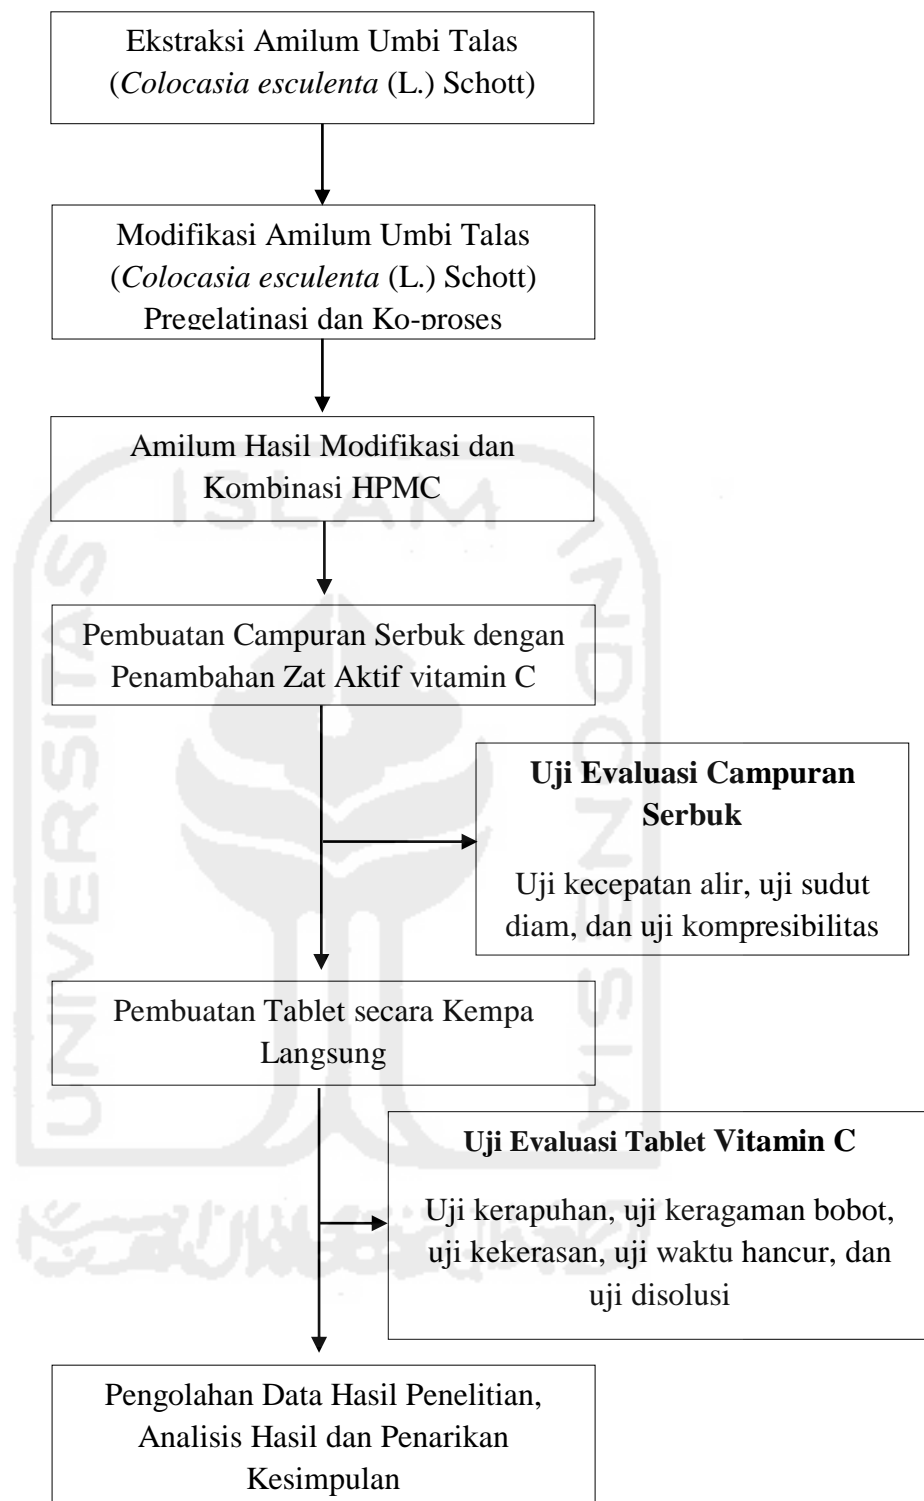 Ekstraksi Amilum Umbi Talas
(Colocasia esculenta (L.) Schott)
Modifikasi Amilum Umbi Talas
(Colocasia esculenta (L.) Schott)
Pregelatinasi dan Ko-proses
Amilum Hasil Modifikasi dan
Kombinasi HPMC
Pembuatan Campuran Serbuk dengan
Penambahan Zat Aktif vitamin C
Uji Evaluasi Campuran
Serbuk
Uji kecepatan alir, uji sudut
diam, dan uji kompresibilitas
Pembuatan Tablet secara Kempa
Langsung
Uji Evaluasi Tablet Vitamin C
Uji kerapuhan, uji keragaman bobot,
uji kekerasan, uji waktu hancur, dan
uji disolusi
Pengolahan Data Hasil Penelitian,
Analisis Hasil dan Penarikan
Kesimpulan
UNIVERSITAS
ISLAM
INDONESIA